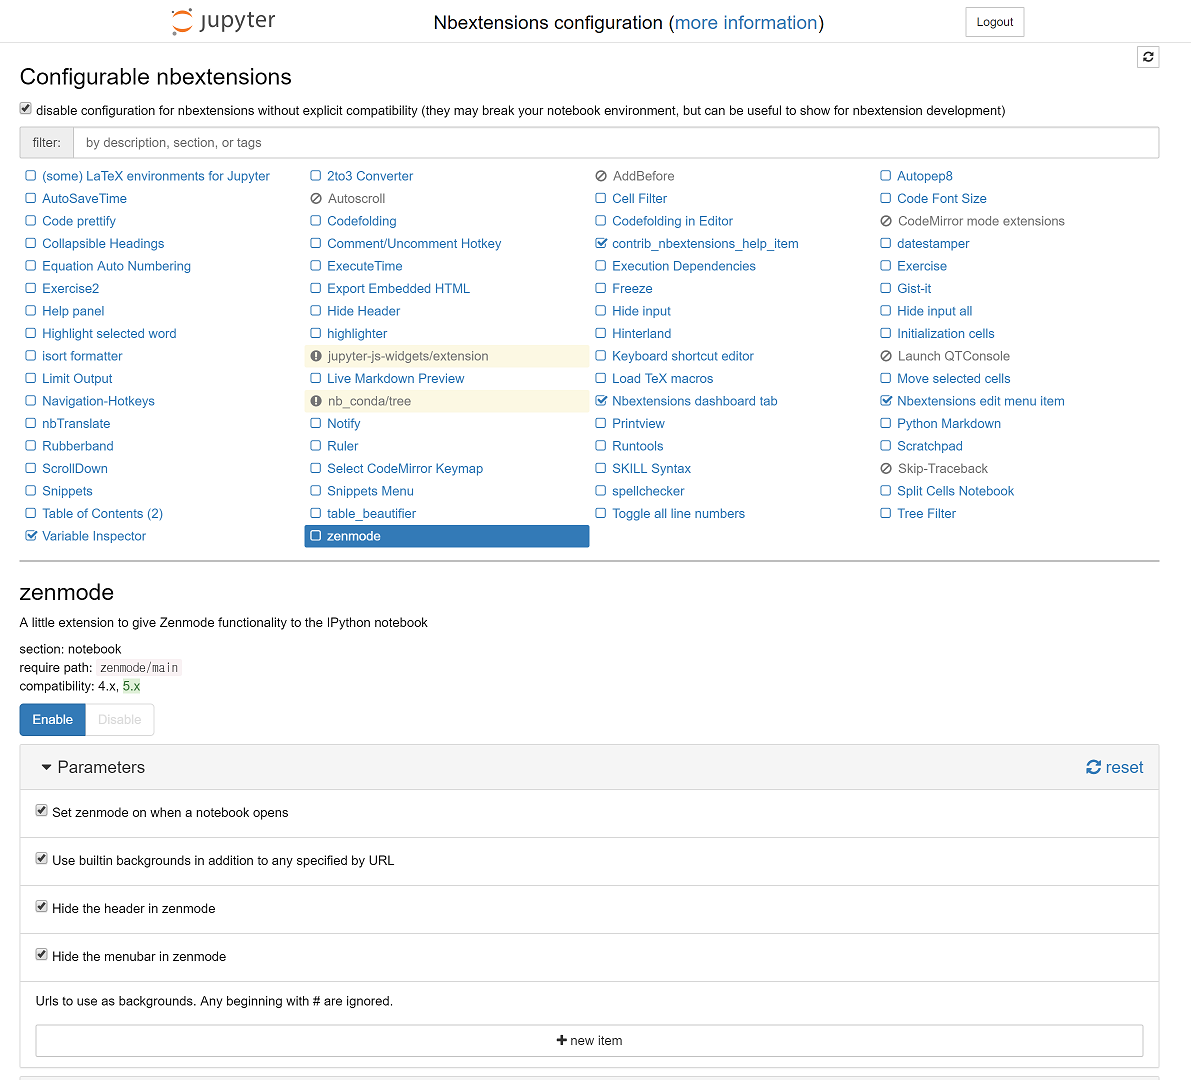 jupyter
Nbextensions configuration (more information)
Logout
Configurable nbextensions
disable configuration for nbextensions without explicit compatibility (they may break your notebook environment, but can be useful to show for nbextension development)
filter: by description, section, or tags
(some) LaTeX environments for Jupyter 2to3 Converter AddBefore Autopep8
AutoSaveTime Autoscroll Cell Filter Code Font Size
Code prettify Codefolding Codefolding in Editor CodeMirror mode extensions
Collapsible Headings Comment/Uncomment Hotkey contrib_nbextensions_help_item datestamper
Equation Auto Numbering ExecuteTime Execution Dependencies Exercise
Exercise2 Export Embedded HTML Freeze Gist-it
Help panel Hide Header Hide input Hide input all
Highlight selected word highlighter Hinterland Initialization cells
isort formatter jupyter-js-widgets/extension Keyboard shortcut editor Launch QTConsole
Limit Output Live Markdown Preview Load TeX macros Move selected cells
Navigation-Hotkeys nb_conda/tree Nbextensions dashboard tab Nbextensions edit menu item
nbTranslate Notify Printview Python Markdown
Rubberband Ruler Runtools Scratchpad
ScrollDown Select CodeMirror Keymap SKILL Syntax Skip-Traceback
Snippets Snippets Menu spellchecker Split Cells Notebook
Table of Contents (2) table_beautifier Toggle all line numbers Tree Filter
Variable Inspector zenmode
zenmode
A little extension to give Zenmode functionality to the IPython notebook
section: notebook
require path: zenmode/main
compatibility: 4.x, 5.x
Enable Disable
Parameters reset
Set zenmode on when a notebook opens
Use builtin backgrounds in addition to any specified by URL
Hide the header in zenmode
Hide the menubar in zenmode
Urls to use as backgrounds. Any beginning with # are ignored.
new item